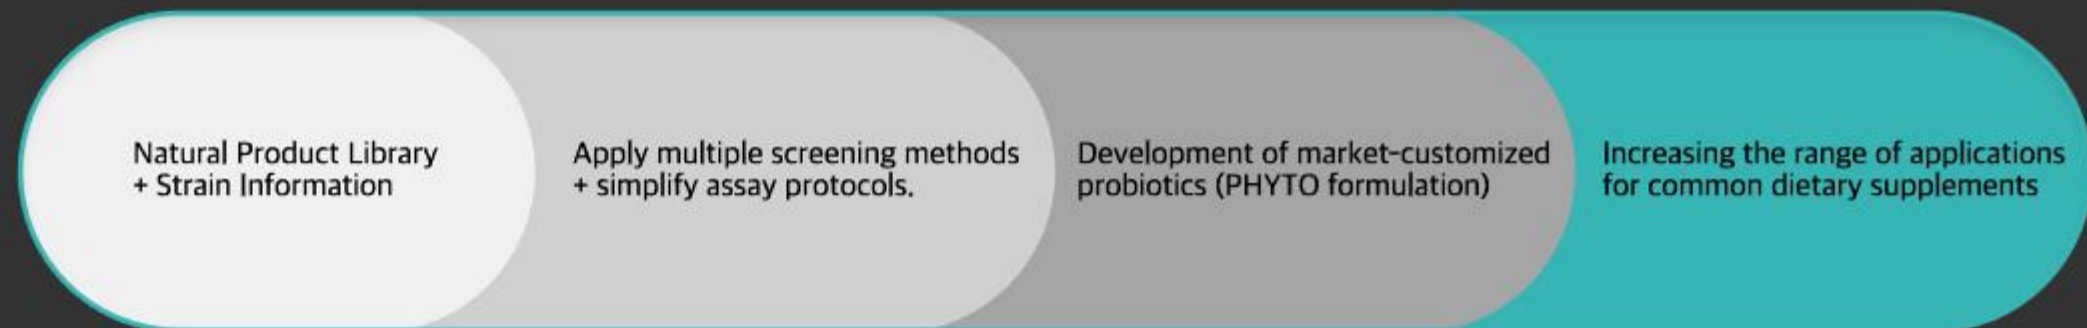 Natural Product Library
+ Strain Information
Apply multiple screening methods
+ simplify assay protocols.
Development of market-customized
probiotics (PHYTO formulation)
Increasing the range of applications
for common dietary supplements